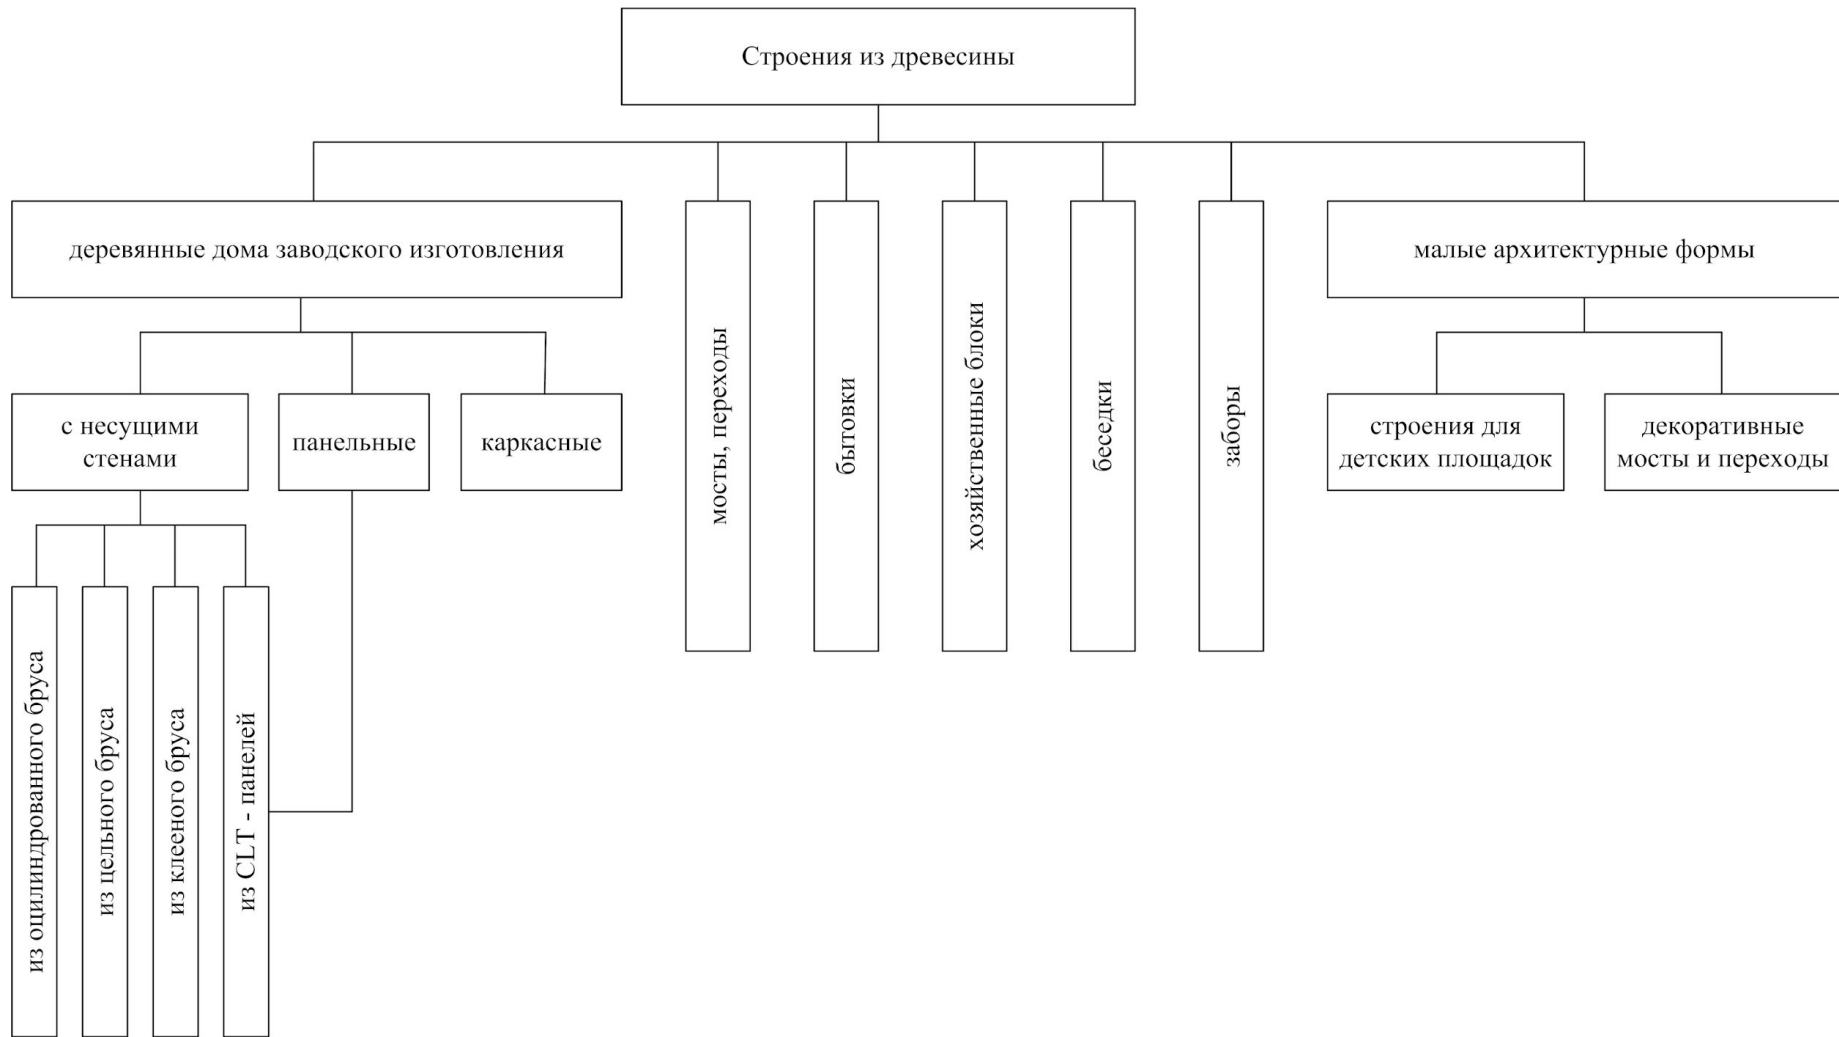 Строения из древесины
деревянные дома заводского изготовления
мосты, переходы
бытовки
хозяйственные блоки
беседки
заборы
малые архитектурные формы
с несущими
стенами
панельные
каркасные
строения для
детских площадок
декоративные
мосты и переходы
из оцилиндрованного бруса
из цельного бруса
из клееного бруса
из CLT - панелей